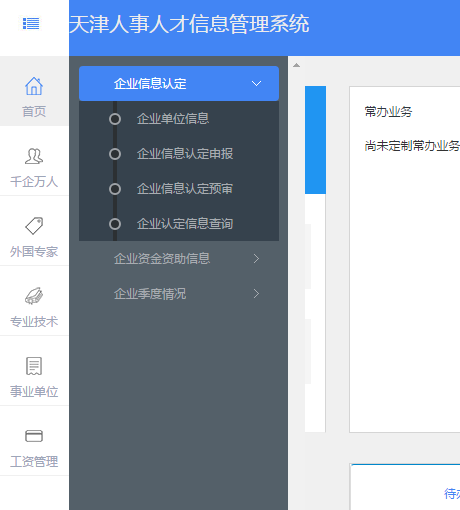 天津人事人才信息管理系统
首页
千企万人
外国专家
专业技术
事业单位
工资管理
企业信息认定
企业单位信息
企业信息认定申报
企业信息认定预审
企业认定信息查询
企业资金资助信息
企业季度情况
常办业务
尚未定制常办业务
待办